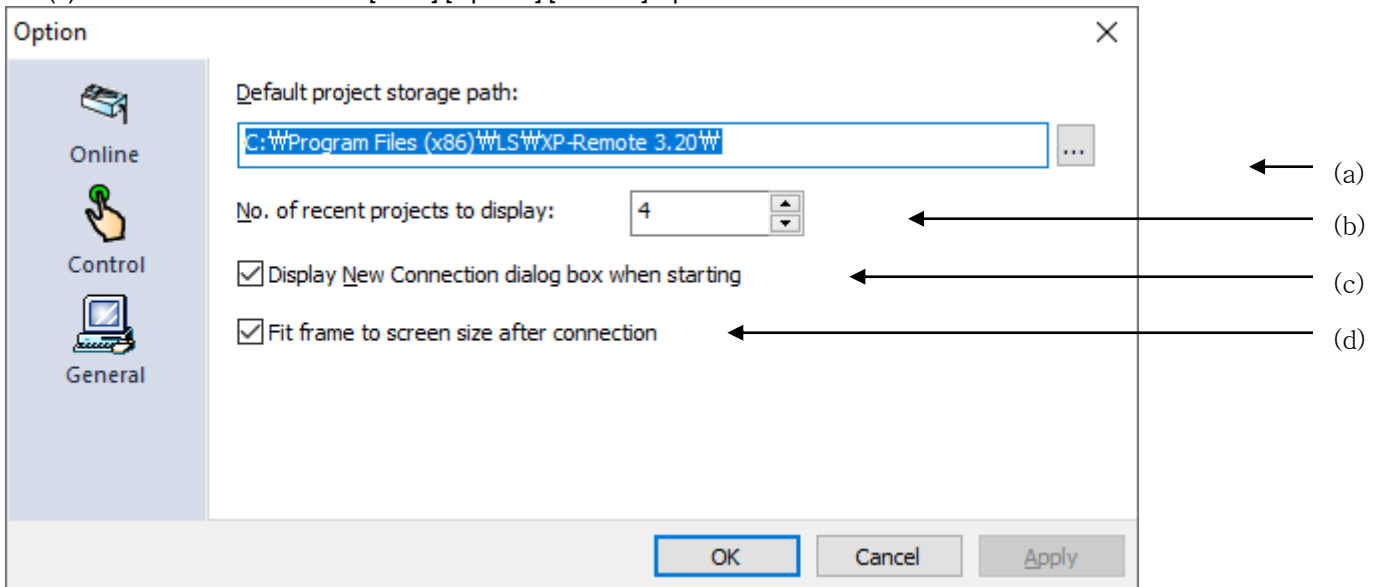 Option
Online
Control
General
Default project storage path:
C:₩Program Files (x86)₩LS₩XP-Remote 3.20₩
...
No. of recent projects to display:
4
Display New Connection dialog box when starting
Fit frame to screen size after connection
OK
Cancel
Apply
(a)
(b)
(c)
(d)